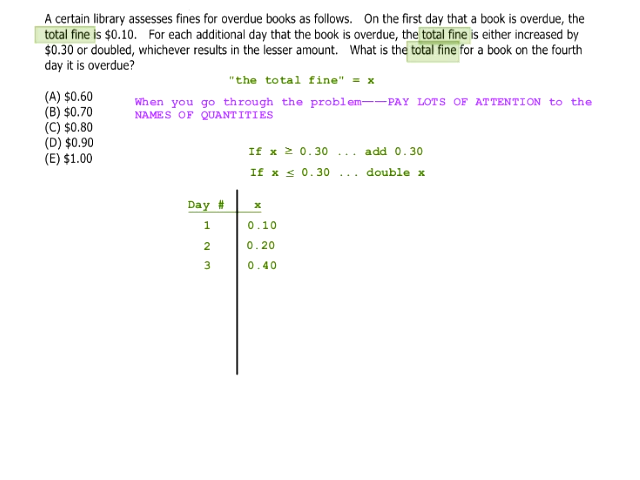 A certain library assesses fines for overdue books as follows. On the first day that a book is overdue, the
total fine is $0.10. For each additional day that the book is overdue, the total fine is either increased by
$0.30 or doubled, whichever results in the lesser amount. What is the total fine for a book on the fourth
day it is overdue?
"the total fine" = x
(A) $0.60
(B) $0.70
(C) $0.80
(D) $0.90
(E) $1.00
When you go through the problem——PAY LOTS OF ATTENTION to the
NAMES OF QUANTITIES
If x ≥ 0.30 ... add 0.30
If x ≤ 0.30 ... double x
Day # x
1 0.10
2 0.20
3 0.40